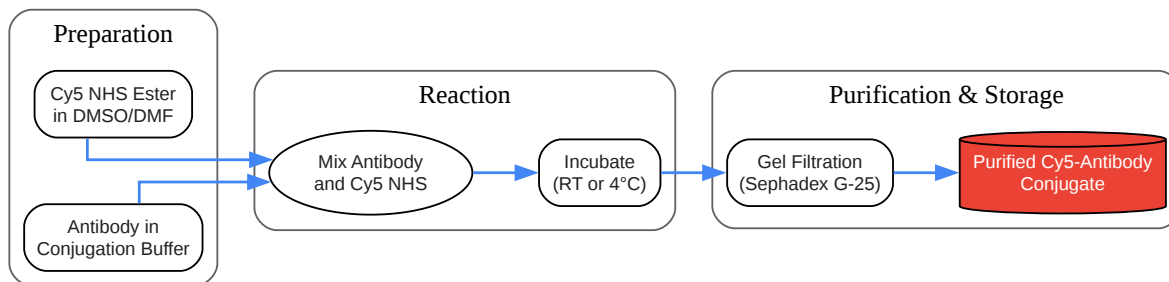 Preparation
Cy5 NHS Ester
in DMSO/DMF
Antibody in
Conjugation Buffer
Reaction
Mix Antibody
and Cy5 NHS
Incubate
(RT or 4°C)
Purification & Storage
Gel Filtration
(Sephadex G-25)
Purified Cy5-Antibody
Conjugate